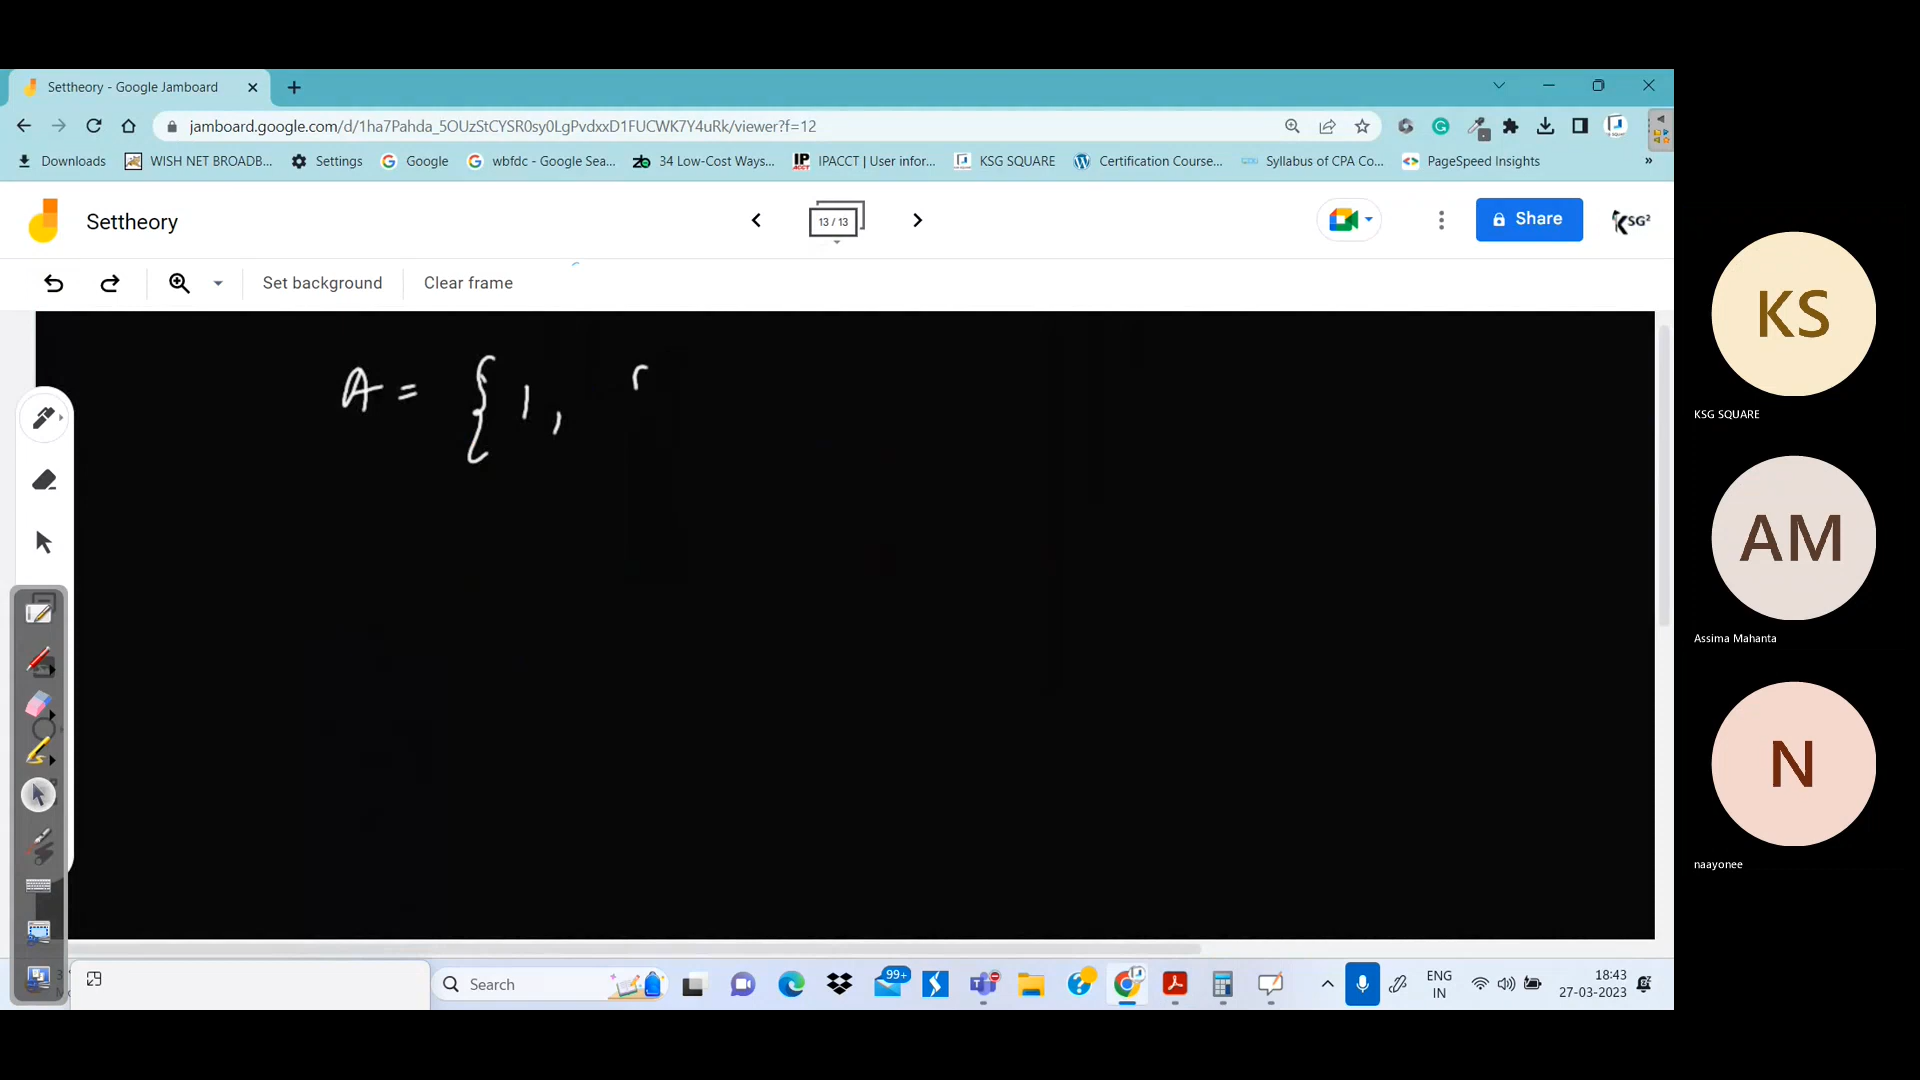 Settheory - Google Jamboard
jamboard.google.com/d/1ha7Pahda_5OUzStCYSR0sy0LgPvdxxD1FUCWK7Y4uRk/viewer?f=12
Downloads WISH NET BROADB... Settings Google wbfdc - Google Sea... 34 Low-Cost Ways... IPACCT | User infor... KSG SQUARE Certification Course... Syllabus of CPA Co... PageSpeed Insights »
Settheory 13 / 13 Share KSG²
Set background Clear frame
A = { 1 ,
KS
KSG SQUARE
AM
Assima Mahanta
N
naayonee
Search 99+ ENG IN 18:43 27-03-2023